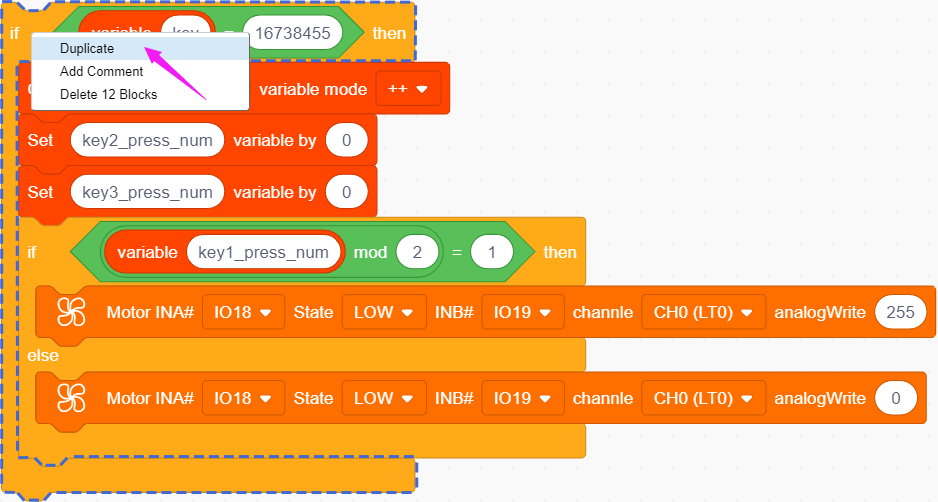 if variable key = 16738455 then
Duplicate
Add Comment
Delete 12 Blocks
variable mode ++
Set key2_press_num variable by 0
Set key3_press_num variable by 0
if variable key1_press_num mod 2 = 1 then
Motor INA# IO18 State LOW INB# IO19 channle CH0 (LT0) analogWrite 255
else
Motor INA# IO18 State LOW INB# IO19 channle CH0 (LT0) analogWrite 0